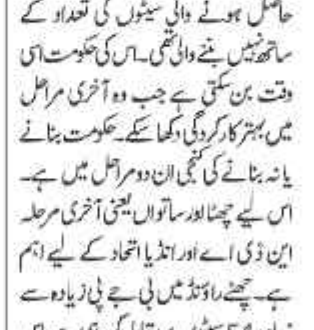 حاصل ہونے والی سیٹوں کی تعداد کے
ساتھ نہیں بننے والی تھی۔اس کی حکومت اسی
وقت بن سکتی ہے جب وہ آخری مراحل
میں بہتر کارکردگی دکھا سکے۔حکومت بنانے
یا نہ بنانے کی کنجی ان دو مراحل میں ہے۔
اس لیے چھٹا اور ساتواں یعنی آخری مرحلہ
این ڈی اے اور انڈیا اتحاد کے لیے اہم
ہے۔چھٹے راؤنڈ میں بی جے پی زیادہ سے